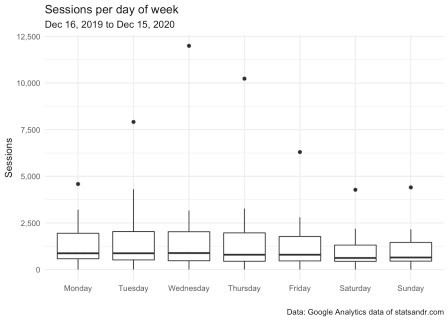 Sessions per day of week
Dec 16, 2019 to Dec 15, 2020
12,500
10,000
7,500
5,000
2,500
0
Sessions
Monday Tuesday Wednesday Thursday Friday Saturday Sunday
Data: Google Analytics data of statsandr.com